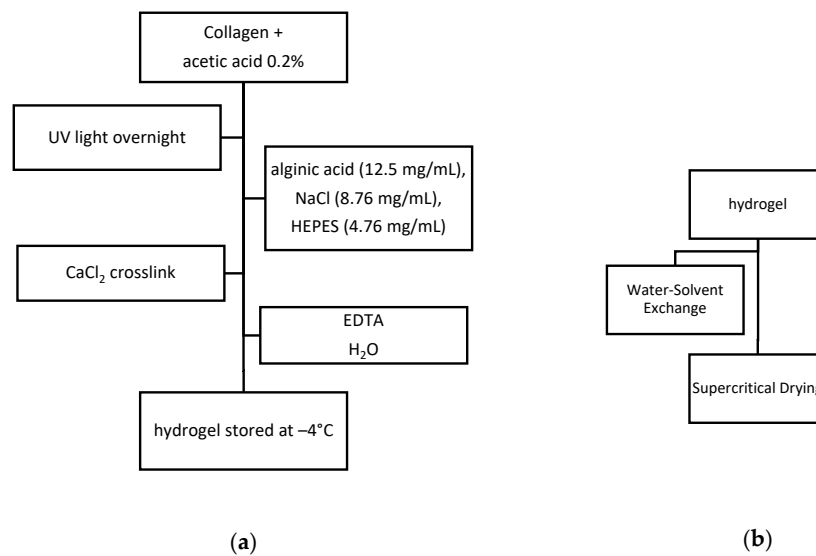 Collagen +
acetic acid 0.2%
UV light overnight
alginic acid (12.5 mg/mL),
NaCl (8.76 mg/mL),
HEPES (4.76 mg/mL)
CaCl₂ crosslink
EDTA
H₂O
hydrogel stored at –4°C
(a)
hydrogel
Water-Solvent
Exchange
Supercritical Drying
(b)